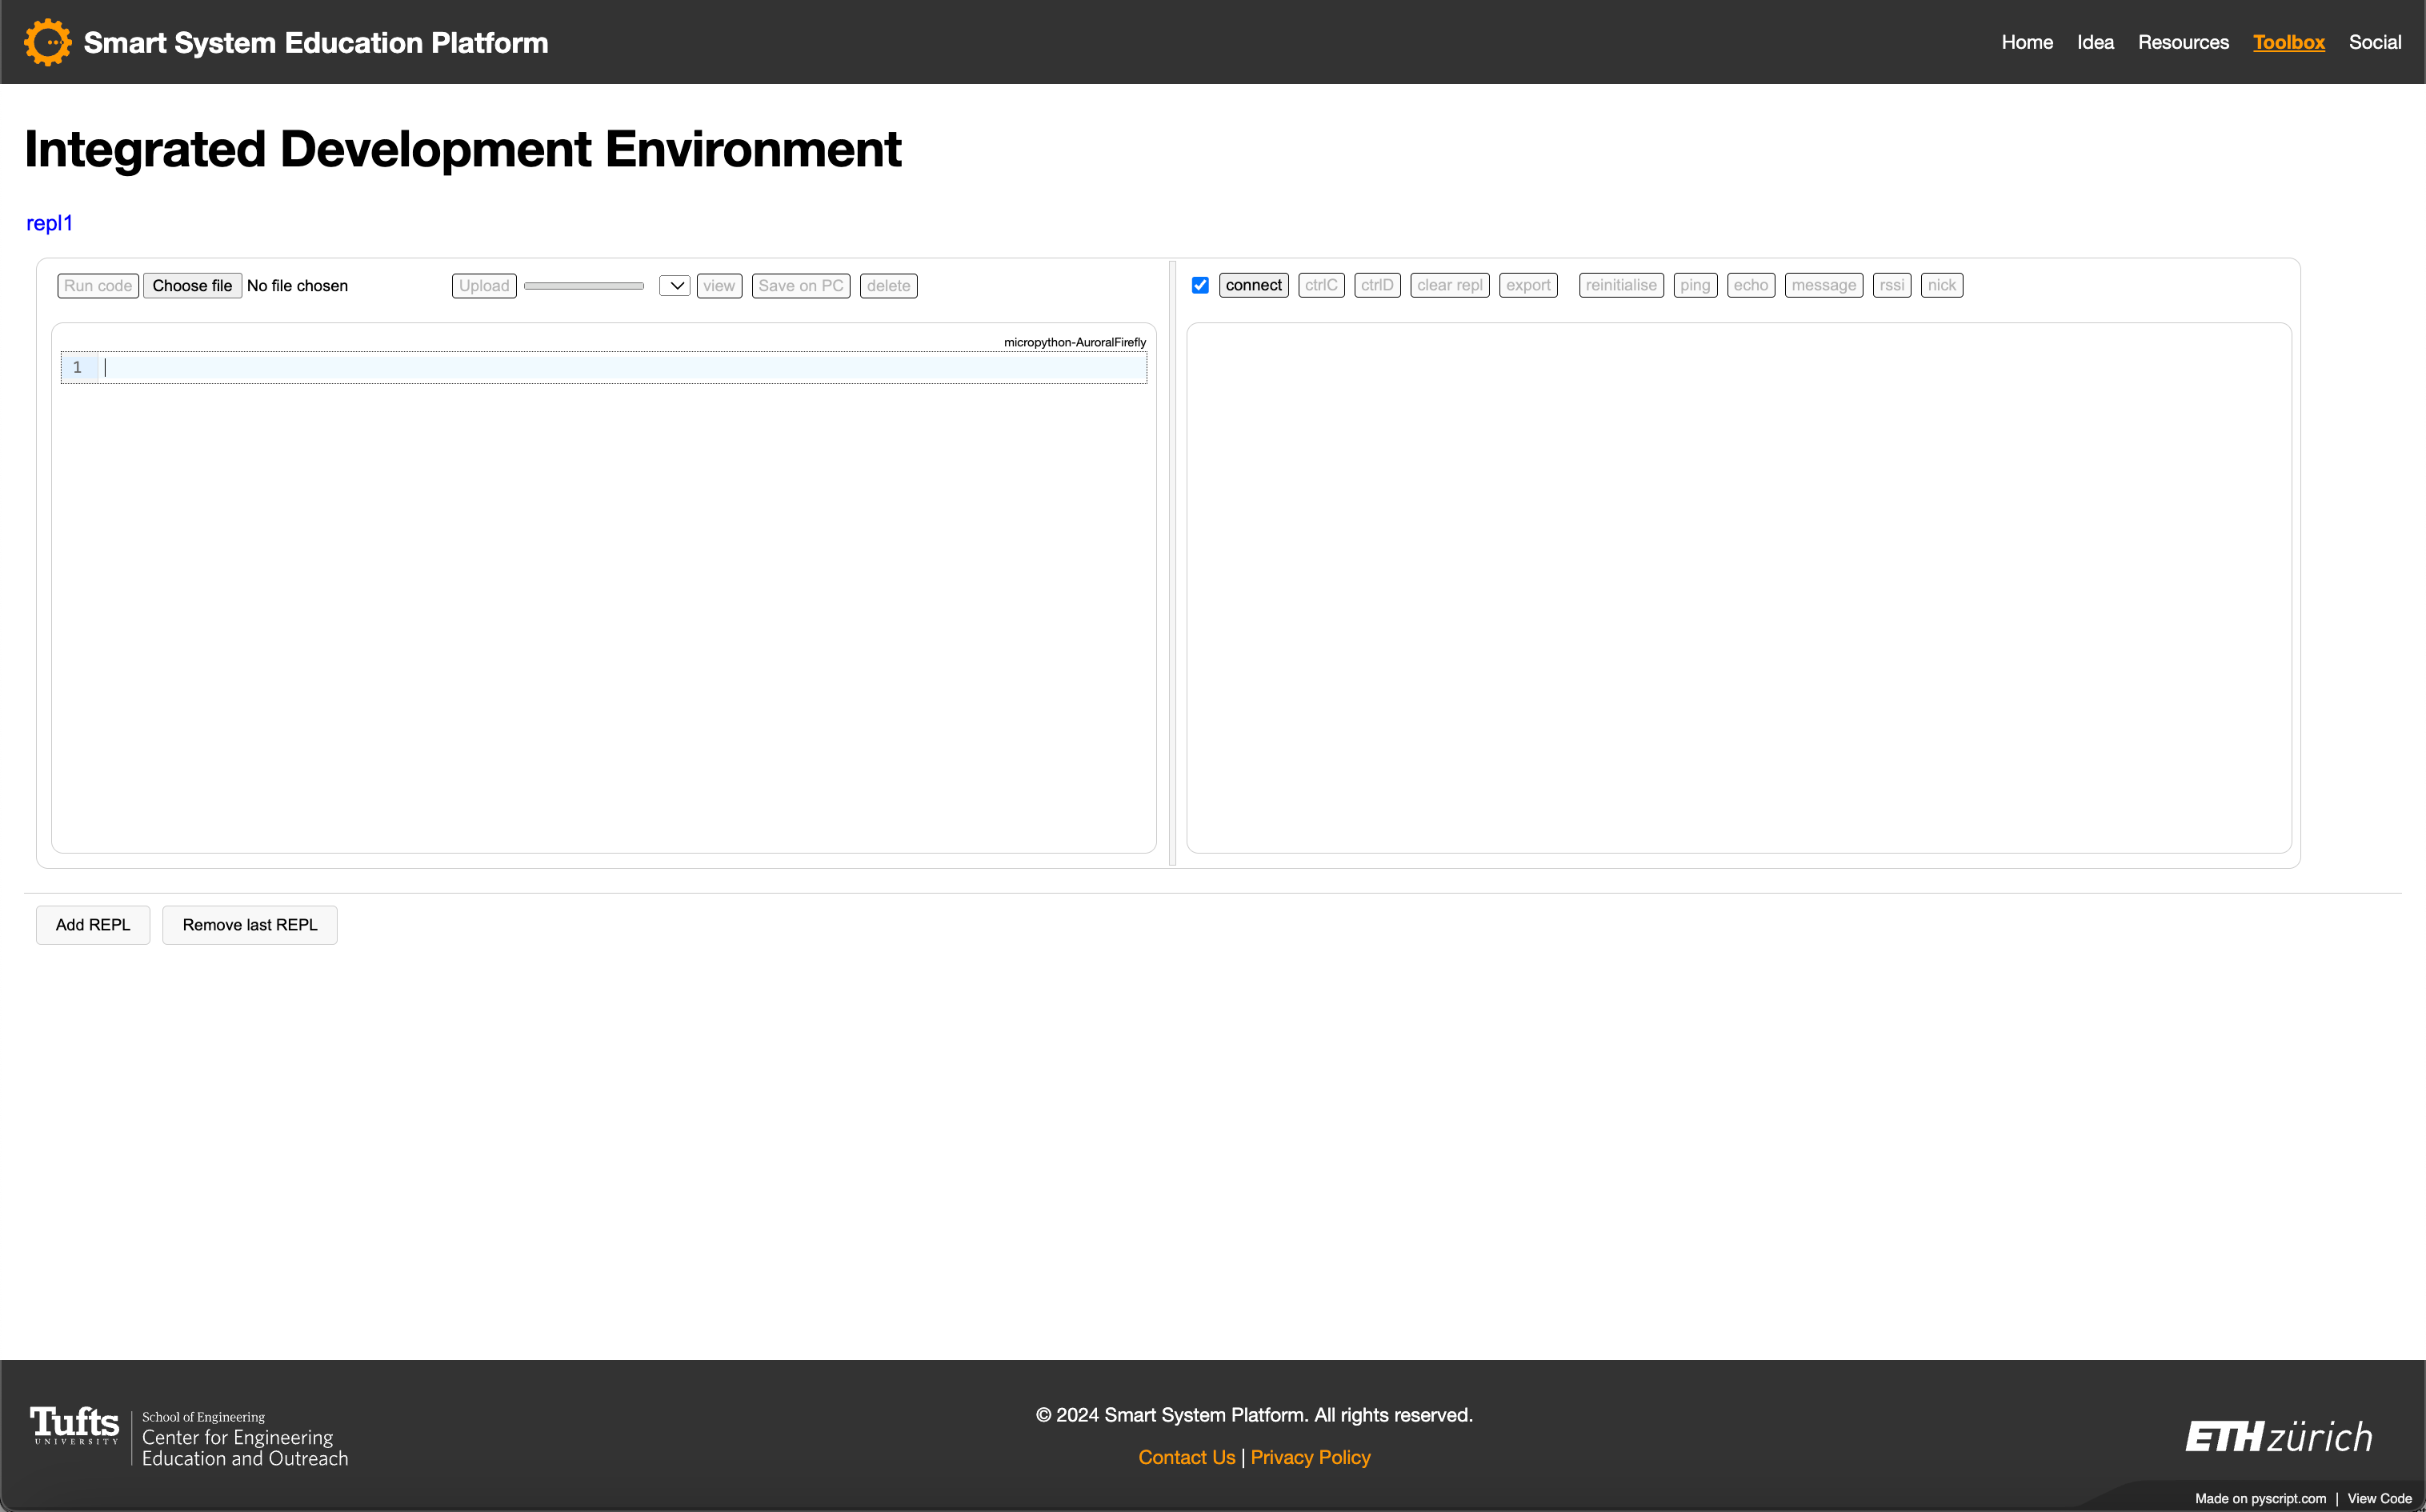 Smart System Education Platform
Home Idea Resources Toolbox Social
Integrated Development Environment
repl1
Run code Choose file No file chosen Upload view Save on PC delete
connect ctrlC ctrlD clear repl export reinitialise ping echo message rssi nick
micropython-AuroralFirefly
1
Add REPL Remove last REPL
Tufts
UNIVERSITY
School of Engineering
Center for Engineering
Education and Outreach
© 2024 Smart System Platform. All rights reserved.
Contact Us | Privacy Policy
ETH zürich
Made on pyscript.com | View Code